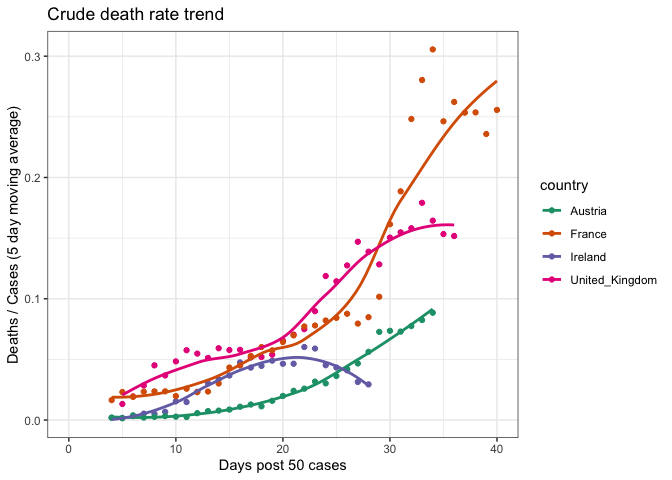 Crude death rate trend
Deaths / Cases (5 day moving average)
0.3
0.2
0.1
0.0
0
10
20
30
40
Days post 50 cases
country
Austria
France
Ireland
United_Kingdom